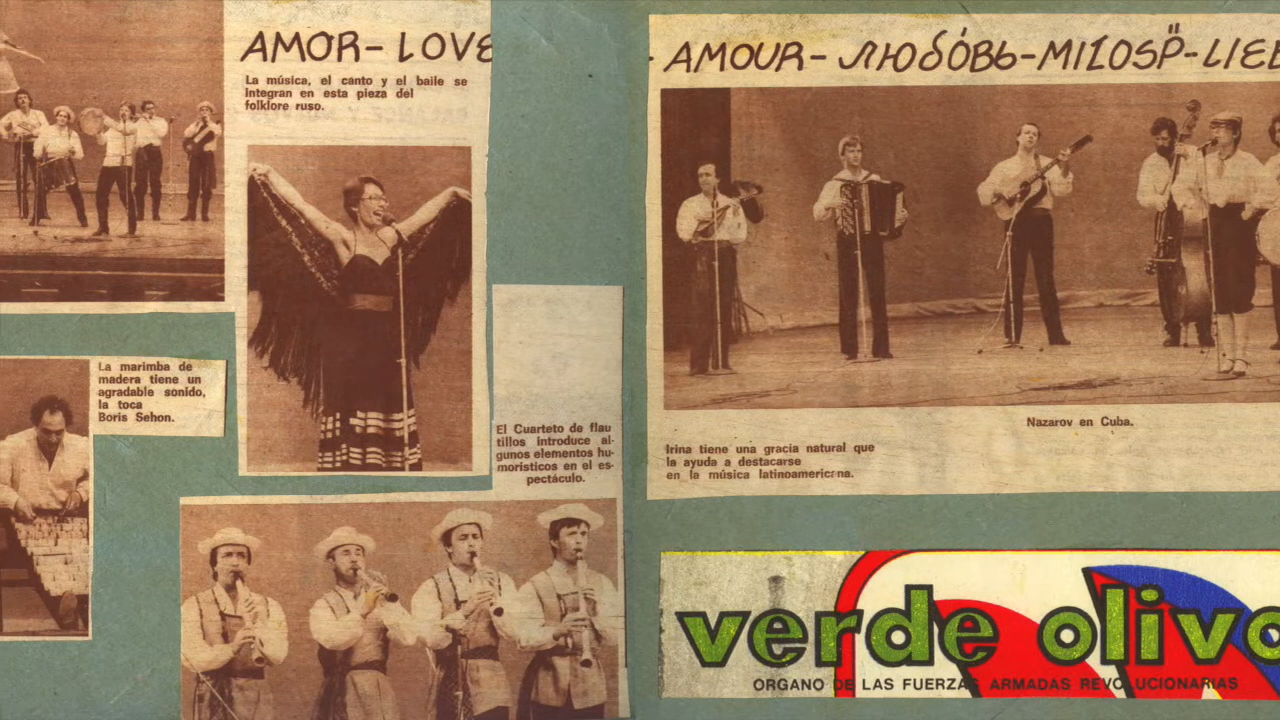 AMOR- LOVE
La música, el canto y el baile se
integran en esta pieza del
folklore ruso.
La marimba de
madera tiene un
agradable sonido,
la toca
Boris Sehon.
El Cuarteto de flau
tillos introduce al-
gunos elementos hu-
morísticos en el es-
pectáculo.
AMOUR- ЛЮБÓВЬ-MIŁOSP̈-LIEB
Nazarov en Cuba.
Irina tiene una gracia natural que
la ayuda a destacarse
en la música latinoamericana.
verde olivo
ORGANO DE LAS FUERZAS ARMADAS REVOLUCIONARIAS